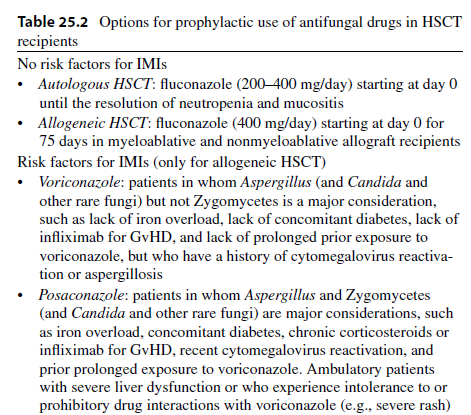 Table 25.2 Options for prophylactic use of antifungal drugs in HSCT
recipients
No risk factors for IMIs
• Autologous HSCT: fluconazole (200–400 mg/day) starting at day 0
until the resolution of neutropenia and mucositis
• Allogeneic HSCT: fluconazole (400 mg/day) starting at day 0 for
75 days in myeloablative and nonmyeloablative allograft recipients
Risk factors for IMIs (only for allogeneic HSCT)
• Voriconazole: patients in whom Aspergillus (and Candida and
other rare fungi) but not Zygomycetes is a major consideration,
such as lack of iron overload, lack of concomitant diabetes, lack of
infliximab for GvHD, and lack of prolonged prior exposure to
voriconazole, but who have a history of cytomegalovirus reactiva-
tion or aspergillosis
• Posaconazole: patients in whom Aspergillus and Zygomycetes
(and Candida and other rare fungi) are major considerations, such
as iron overload, concomitant diabetes, chronic corticosteroids or
infliximab for GvHD, recent cytomegalovirus reactivation, and
prior prolonged exposure to voriconazole. Ambulatory patients
with severe liver dysfunction or who experience intolerance to or
prohibitory drug interactions with voriconazole (e.g., severe rash)